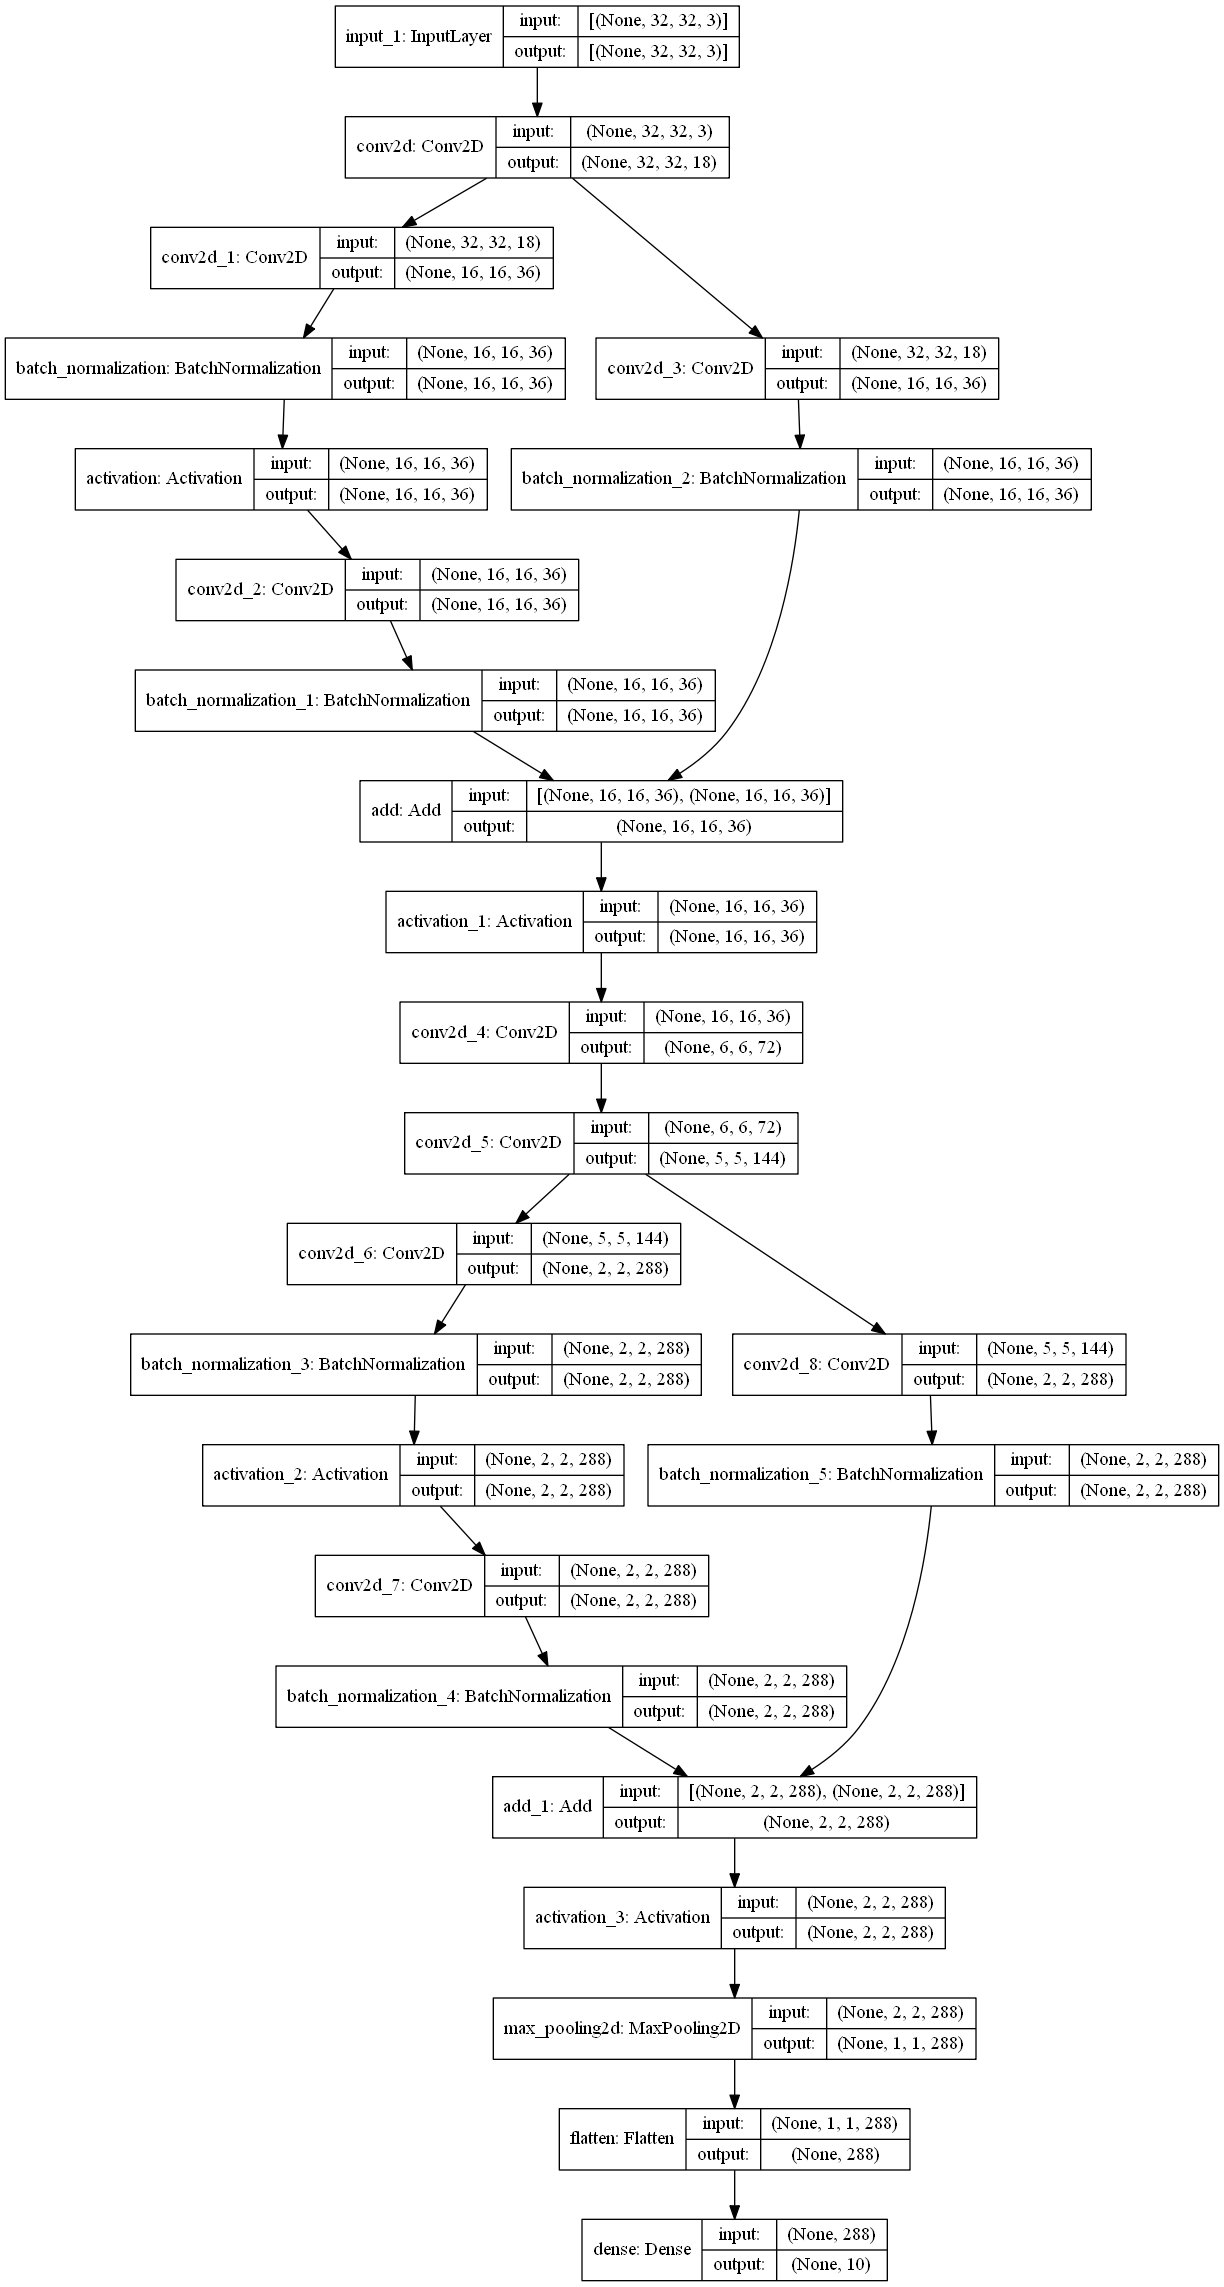 input_1: InputLayer
input:
[(None, 32, 32, 3)]
output:
[(None, 32, 32, 3)]
conv2d: Conv2D
input:
(None, 32, 32, 3)
output:
(None, 32, 32, 18)
conv2d_1: Conv2D
input:
(None, 32, 32, 18)
output:
(None, 16, 16, 36)
batch_normalization: BatchNormalization
input:
(None, 16, 16, 36)
output:
(None, 16, 16, 36)
conv2d_3: Conv2D
input:
(None, 32, 32, 18)
output:
(None, 16, 16, 36)
activation: Activation
input:
(None, 16, 16, 36)
output:
(None, 16, 16, 36)
batch_normalization_2: BatchNormalization
input:
(None, 16, 16, 36)
output:
(None, 16, 16, 36)
conv2d_2: Conv2D
input:
(None, 16, 16, 36)
output:
(None, 16, 16, 36)
batch_normalization_1: BatchNormalization
input:
(None, 16, 16, 36)
output:
(None, 16, 16, 36)
add: Add
input:
[(None, 16, 16, 36), (None, 16, 16, 36)]
output:
(None, 16, 16, 36)
activation_1: Activation
input:
(None, 16, 16, 36)
output:
(None, 16, 16, 36)
conv2d_4: Conv2D
input:
(None, 16, 16, 36)
output:
(None, 6, 6, 72)
conv2d_5: Conv2D
input:
(None, 6, 6, 72)
output:
(None, 5, 5, 144)
conv2d_6: Conv2D
input:
(None, 5, 5, 144)
output:
(None, 2, 2, 288)
batch_normalization_3: BatchNormalization
input:
(None, 2, 2, 288)
output:
(None, 2, 2, 288)
conv2d_8: Conv2D
input:
(None, 5, 5, 144)
output:
(None, 2, 2, 288)
activation_2: Activation
input:
(None, 2, 2, 288)
output:
(None, 2, 2, 288)
batch_normalization_5: BatchNormalization
input:
(None, 2, 2, 288)
output:
(None, 2, 2, 288)
conv2d_7: Conv2D
input:
(None, 2, 2, 288)
output:
(None, 2, 2, 288)
batch_normalization_4: BatchNormalization
input:
(None, 2, 2, 288)
output:
(None, 2, 2, 288)
add_1: Add
input:
[(None, 2, 2, 288), (None, 2, 2, 288)]
output:
(None, 2, 2, 288)
activation_3: Activation
input:
(None, 2, 2, 288)
output:
(None, 2, 2, 288)
max_pooling2d: MaxPooling2D
input:
(None, 2, 2, 288)
output:
(None, 1, 1, 288)
flatten: Flatten
input:
(None, 1, 1, 288)
output:
(None, 288)
dense: Dense
input:
(None, 288)
output:
(None, 10)